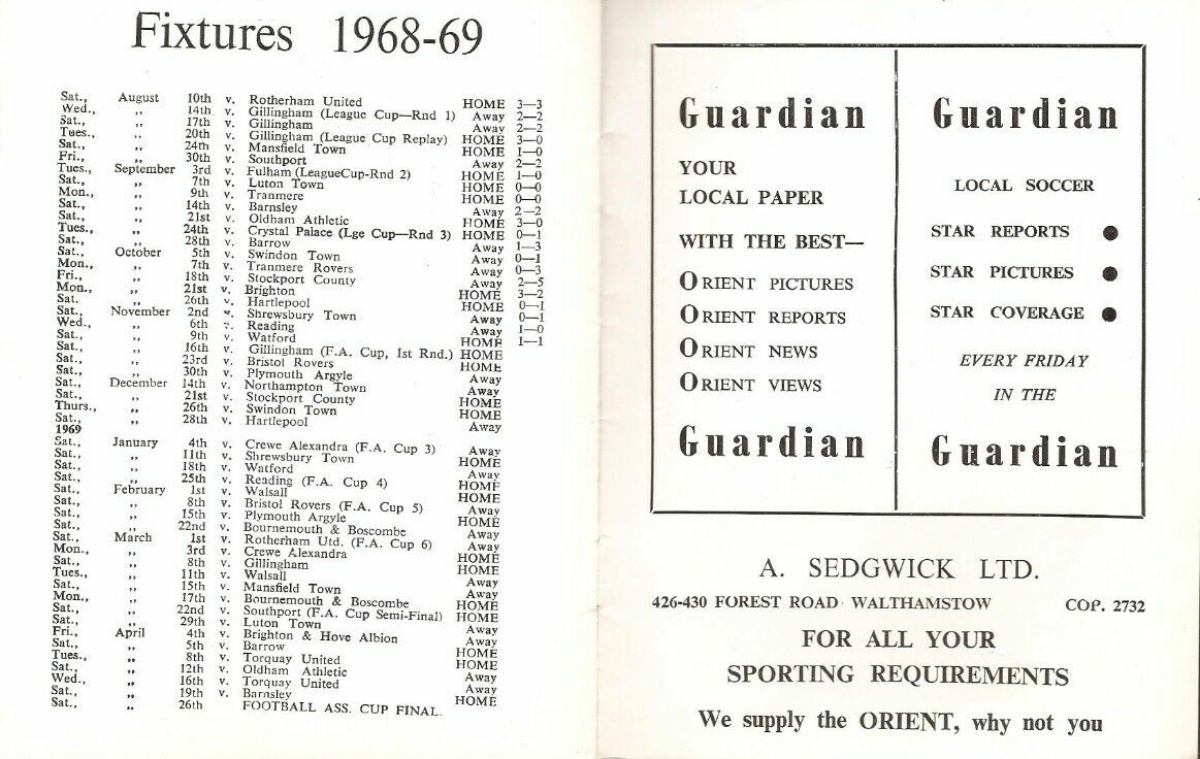 Fixtures 1968-69
Sat., August 10th v. Rotherham United HOME 3—3
Wed., ,, 14th v. Gillingham (League Cup—Rnd 1) Away 2—2
Sat., ,, 17th v. Gillingham Away 2—2
Tues., ,, 20th v. Gillingham (League Cup Replay) HOME 3—0
Sat., ,, 24th v. Mansfield Town HOME 1—0
Fri., ,, 30th v. Southport Away 2—2
Tues., September 3rd v. Fulham (LeagueCup-Rnd 2) HOME 1—0
Sat., ,, 7th v. Luton Town HOME 0—0
Mon., ,, 9th v. Tranmere HOME 0—0
Sat., ,, 14th v. Barnsley Away 2—2
Sat., ,, 21st v. Oldham Athletic HOME 3—0
Tues., ,, 24th v. Crystal Palace (Lge Cup—Rnd 3) HOME 0—1
Sat., ,, 28th v. Barrow Away 1—3
Sat., October 5th v. Swindon Town Away 0—1
Mon., ,, 7th v. Tranmere Rovers Away 0—3
Fri., ,, 18th v. Stockport County Away 2—5
Mon., ,, 21st v. Brighton HOME 3—2
Sat. ,, 26th v. Hartlepool HOME 0—1
Sat., November 2nd v. Shrewsbury Town Away 0—1
Wed., ,, 6th v. Reading Away 1—0
Sat., ,, 9th v. Watford HOME 1—1
Sat., ,, 16th v. Gillingham (F.A. Cup, 1st Rnd.) HOME
Sat., ,, 23rd v. Bristol Rovers HOME
Sat., ,, 30th v. Plymouth Argyle Away
Sat., December 14th v. Northampton Town Away
Sat., ,, 21st v. Stockport County HOME
Thurs., ,, 26th v. Swindon Town HOME
Sat., ,, 28th v. Hartlepool Away
1969
Sat., January 4th v. Crewe Alexandra (F.A. Cup 3) Away
Sat., ,, 11th v. Shrewsbury Town HOME
Sat., ,, 18th v. Watford Away
Sat., ,, 25th v. Reading (F.A. Cup 4) HOME
Sat., February 1st v. Walsall HOME
Sat., ,, 8th v. Bristol Rovers (F.A. Cup 5) Away
Sat., ,, 15th v. Plymouth Argyle HOME
Sat., ,, 22nd v. Bournemouth & Boscombe Away
Sat., March 1st v. Rotherham Utd. (F.A. Cup 6) Away
Mon., ,, 3rd v. Crewe Alexandra HOME
Sat., ,, 8th v. Gillingham HOME
Tues., ,, 11th v. Walsall Away
Sat., ,, 15th v. Mansfield Town Away
Mon., ,, 17th v. Bournemouth & Boscombe HOME
Sat., ,, 22nd v. Southport (F.A. Cup Semi-Final) HOME
Sat., ,, 29th v. Luton Town Away
Fri., April 4th v. Brighton & Hove Albion Away
Sat., ,, 5th v. Barrow HOME
Tues., ,, 8th v. Torquay United HOME
Sat., ,, 12th v. Oldham Athletic Away
Wed., ,, 16th v. Torquay United Away
Sat., ,, 19th v. Barnsley HOME
Sat., ,, 26th FOOTBALL ASS. CUP FINAL.
Guardian
YOUR
LOCAL PAPER
WITH THE BEST—
ORIENT PICTURES
ORIENT REPORTS
ORIENT NEWS
ORIENT VIEWS
Guardian
Guardian
LOCAL SOCCER
STAR REPORTS ●
STAR PICTURES ●
STAR COVERAGE ●
EVERY FRIDAY
IN THE
Guardian
A. SEDGWICK LTD.
426-430 FOREST ROAD WALTHAMSTOW COP. 2732
FOR ALL YOUR
SPORTING REQUIREMENTS
We supply the ORIENT, why not you